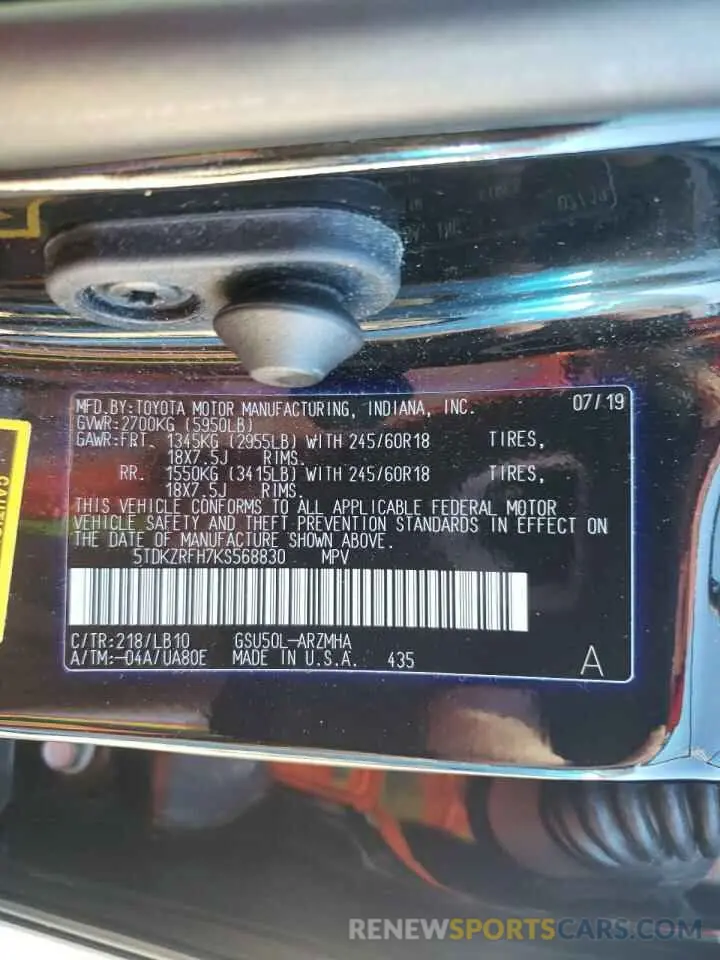 MFD.BY:TOYOTA MOTOR MANUFACTURING, INDIANA, INC. 07/19
GVWR:2700KG (5950LB)
GAWR:FRT. 1345KG (2955LB) WITH 245/60R18 TIRES,
18X7.5J RIMS.
RR. 1550KG (3415LB) WITH 245/60R18 TIRES,
18X7.5J RIMS.
THIS VEHICLE CONFORMS TO ALL APPLICABLE FEDERAL MOTOR
VEHICLE SAFETY AND THEFT PREVENTION STANDARDS IN EFFECT ON
THE DATE OF MANUFACTURE SHOWN ABOVE.
5TDKZRFH7KS568830 MPV
C/TR:218/LB10 GSU50L-ARZMHA
A/TM:-04A/UA80E MADE IN U.S.A. 435 A
RENEWSPORTSCARS.COM